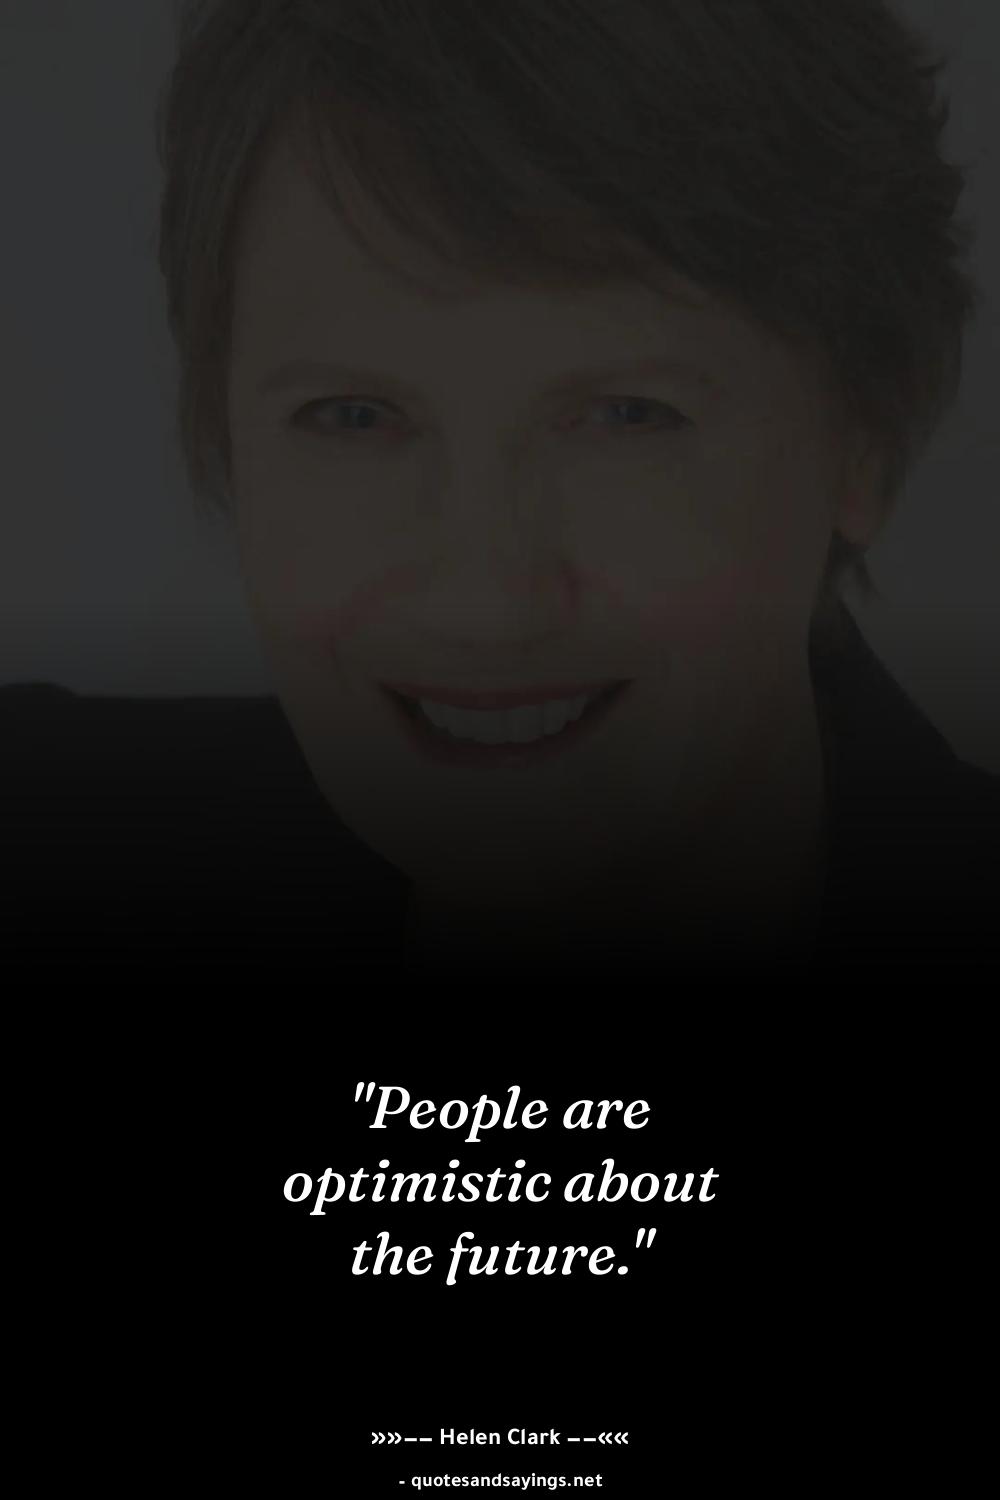 "People are
optimistic about
the future."
»»−− Helen Clark −−««
- quotesandsayings.net